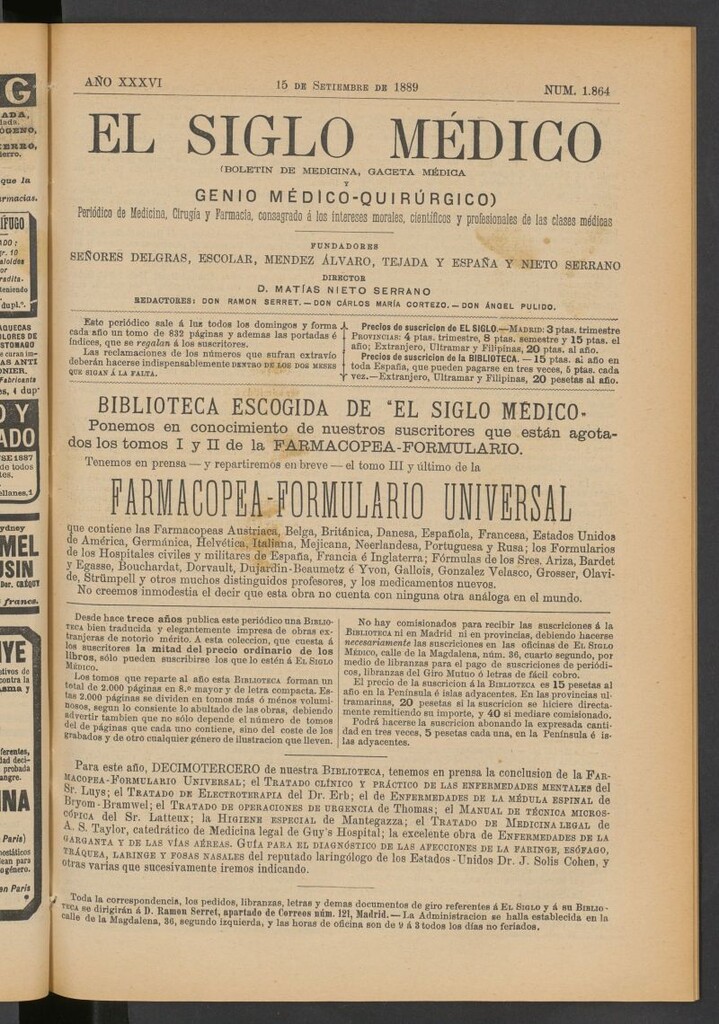 AÑO XXXVI
15 DE SETIEMBRE DE 1889
NUM. 1.864
EL SIGLO MÉDICO
(BOLETIN DE MEDICINA, GACETA MÉDICA
Y
GENIO MÉDICO-QUIRÚRGICO)
Periódico de Medicina, Cirugía y Farmacia, consagrado á los intereses morales, científicos y profesionales de las clases médicas
FUNDADORES
SEÑORES DELGRAS, ESCOLAR, MENDEZ ÁLVARO, TEJADA Y ESPAÑA Y NIETO SERRANO
DIRECTOR
D. MATÍAS NIETO SERRANO
REDACTORES: DON RAMON SERRET.—DON CÁRLOS MARÍA CORTEZO.—DON ÁNGEL PULIDO.
Este periódico sale á luz todos los domingos y forma
cada año un tomo de 832 páginas y ademas las portadas é
índices, que se regalan á los suscritores.
Las reclamaciones de los números que sufran extravío
deberán hacerse indispensablemente DENTRO DE LOS DOS MESES
QUE SIGAN Á LA FALTA.
Precios de suscricion de EL SIGLO.—MADRID: 3 ptas. trimestre
PROVINCIAS: 4 ptas. trimestre, 8 ptas. semestre y 15 ptas. el
año; Extranjero, Ultramar y Filipinas, 20 ptas. al año.
Precios de suscricion de la BIBLIOTECA.—15 ptas. al año en
toda España, que pueden pagarse en tres veces, 5 ptas. cada
vez.—Extranjero, Ultramar y Filipinas, 20 pesetas al año.
BIBLIOTECA ESCOGIDA DE "EL SIGLO MÉDICO"
Ponemos en conocimiento de nuestros suscritores que están agota-
dos los tomos I y II de la FARMACOPEA-FORMULARIO.
Tenemos en prensa — y repartiremos en breve — el tomo III y último de la
FARMACOPEA-FORMULARIO UNIVERSAL
que contiene las Farmacopeas Austriaca, Belga, Británica, Danesa, Española, Francesa, Estados Unidos
de América, Germánica, Helvética, Italiana, Mejicana, Neerlandesa, Portuguesa y Rusa; los Formularios
de los Hospitales civiles y militares de España, Francia é Inglaterra; Fórmulas de los Sres. Ariza, Bardet
y Egasse, Bouchardat, Dorvault, Dujardin-Beaumetz é Yvon, Gallois, Gonzalez Velasco, Grosser, Olavi-
de, Strümpell y otros muchos distinguidos profesores, y los medicamentos nuevos.
No creemos inmodestia el decir que esta obra no cuenta con ninguna otra análoga en el mundo.
Desde hace trece años publica este periódico una BIBLIO-
TECA bien traducida y elegantemente impresa de obras ex-
tranjeras de notorio mérito. A esta coleccion, que cuesta á
los suscritores la mitad del precio ordinario de los
libros, sólo pueden suscribirse los que lo estén á EL SIGLO
MÉDICO.
Los tomos que reparte al año esta BIBLIOTECA forman un
total de 2.000 páginas en 8.º mayor y de letra compacta. Es-
tas 2.000 páginas se dividen en tomos más ó ménos volumi-
nosos, segun lo consiente lo abultado de las obras, debiendo
advertir tambien que no sólo depende el número de tomos
del de páginas que cada uno contiene, sino del coste de los
grabados y de otro cualquier género de ilustracion que lleven.
No hay comisionados para recibir las suscriciones á la
BIBLIOTECA ni en Madrid ni en provincias, debiendo hacerse
necesariamente las suscriciones en las oficinas de EL SIGLO
MÉDICO, calle de la Magdalena, núm. 36, cuarto segundo, por
medio de libranzas para el pago de suscriciones de periódi-
cos, libranzas del Giro Mutuo ó letras de fácil cobro.
El precio de la suscricion á la BIBLIOTECA es 15 pesetas al
año en la Península é islas adyacentes. En las provincias ul-
tramarinas, 20 pesetas si la suscricion se hiciere directa-
mente remitiendo su importe, y 40 si mediare comisionado.
Podrá hacerse la suscricion abonando la expresada canti-
dad en tres veces, 5 pesetas cada una, en la Península é is-
las adyacentes.
Para este año, DECIMOTERCERO de nuestra BIBLIOTECA, tenemos en prensa la conclusion de la FAR-
MACOPEA-FORMULARIO UNIVERSAL; el TRATADO CLÍNICO Y PRÁCTICO DE LAS ENFERMEDADES MENTALES del
Sr. Luys; el TRATADO DE ELECTROTERAPIA del Dr. Erb; el de ENFERMEDADES DE LA MÉDULA ESPINAL de
Bryom-Bramwel; el TRATADO DE OPERACIONES DE URGENCIA de Thomas; el MANUAL DE TÉCNICA MICROS-
CÓPICA del Sr. Latteux; la HIGIENE ESPECIAL de Mantegazza; el TRATADO DE MEDICINA LEGAL de
A. S. Taylor, catedrático de Medicina legal de Guy's Hospital; la excelente obra de ENFERMEDADES DE LA
GARGANTA Y DE LAS VÍAS AÉREAS. GUÍA PARA EL DIAGNÓSTICO DE LAS AFECCIONES DE LA FARINGE, ESÓFAGO,
TRÁQUEA, LARINGE Y FOSAS NASALES del reputado laringólogo de los Estados-Unidos Dr. J. Solis Cohen, y
otras varias que sucesivamente iremos indicando.
Toda la correspondencia, los pedidos, libranzas, letras y demas documentos de giro referentes á EL SIGLO y á su BIBLIO-
TECA se dirigirán á D. Ramon Serret, apartado de Correos núm. 121, Madrid.—La Administracion se halla establecida en la
calle de la Magdalena, 36, segundo izquierda, y las horas de oficina son de 9 á 3 todos los dias no feriados.